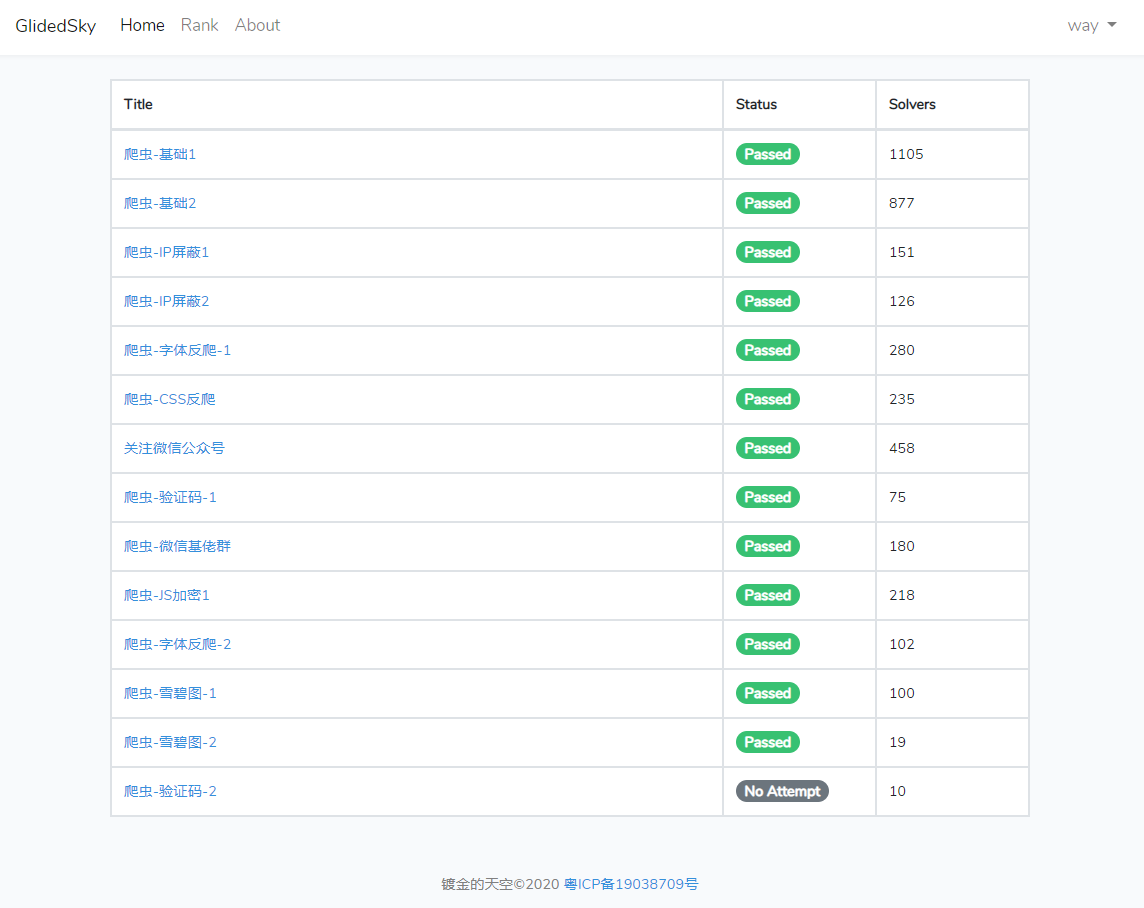 GlidedSky Home Rank About way
Title Status Solvers
爬虫-基础1 Passed 1105
爬虫-基础2 Passed 877
爬虫-IP屏蔽1 Passed 151
爬虫-IP屏蔽2 Passed 126
爬虫-字体反爬-1 Passed 280
爬虫-CSS反爬 Passed 235
关注微信公众号 Passed 458
爬虫-验证码-1 Passed 75
爬虫-微信基佬群 Passed 180
爬虫-JS加密1 Passed 218
爬虫-字体反爬-2 Passed 102
爬虫-雪碧图-1 Passed 100
爬虫-雪碧图-2 Passed 19
爬虫-验证码-2 No Attempt 10
镀金的天空©2020 粤ICP备19038709号